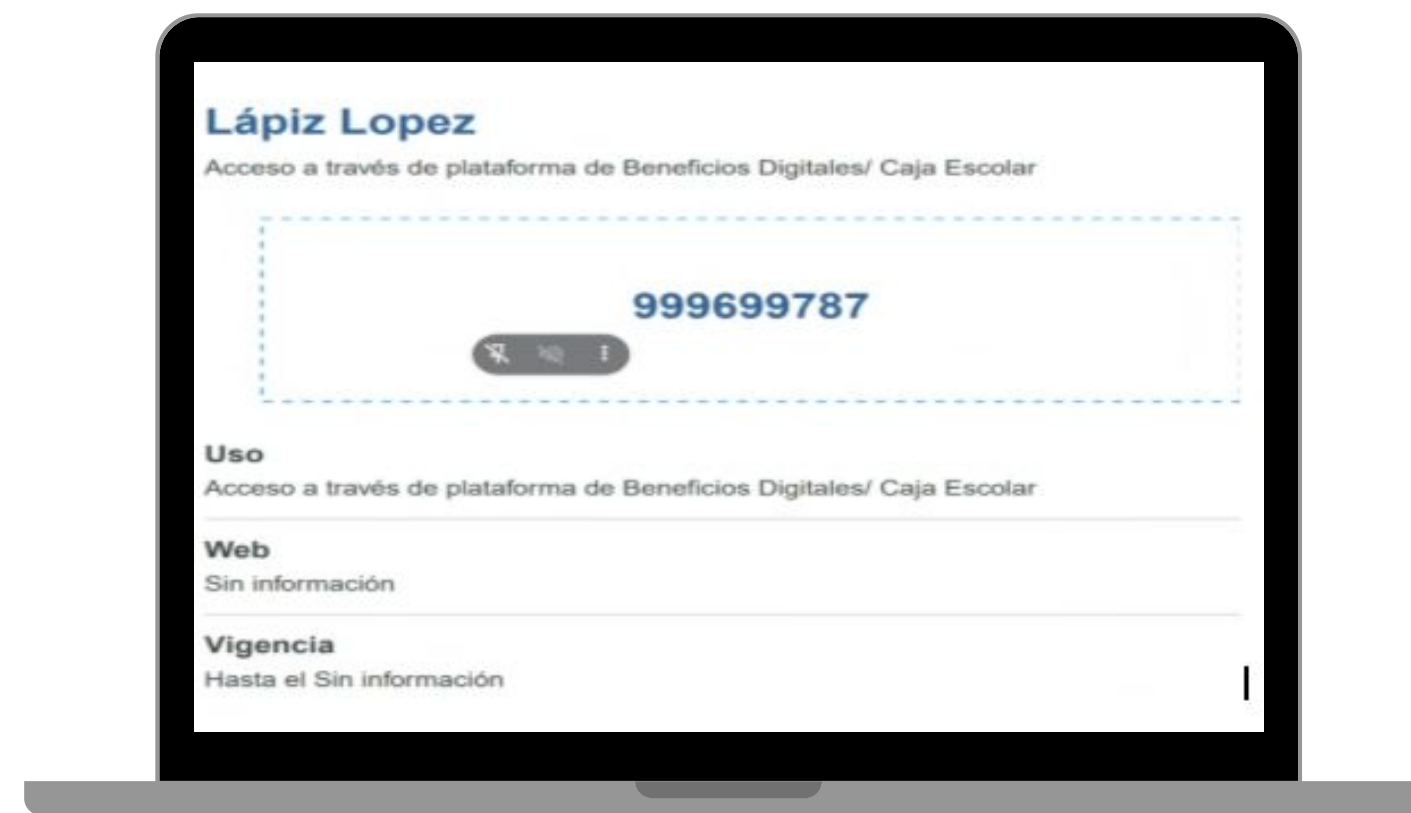 Lápiz Lopez
Acceso a través de plataforma de Beneficios Digitales/ Caja Escolar
999699787
Uso
Acceso a través de plataforma de Beneficios Digitales/ Caja Escolar
Web
Sin información
Vigencia
Hasta el Sin información